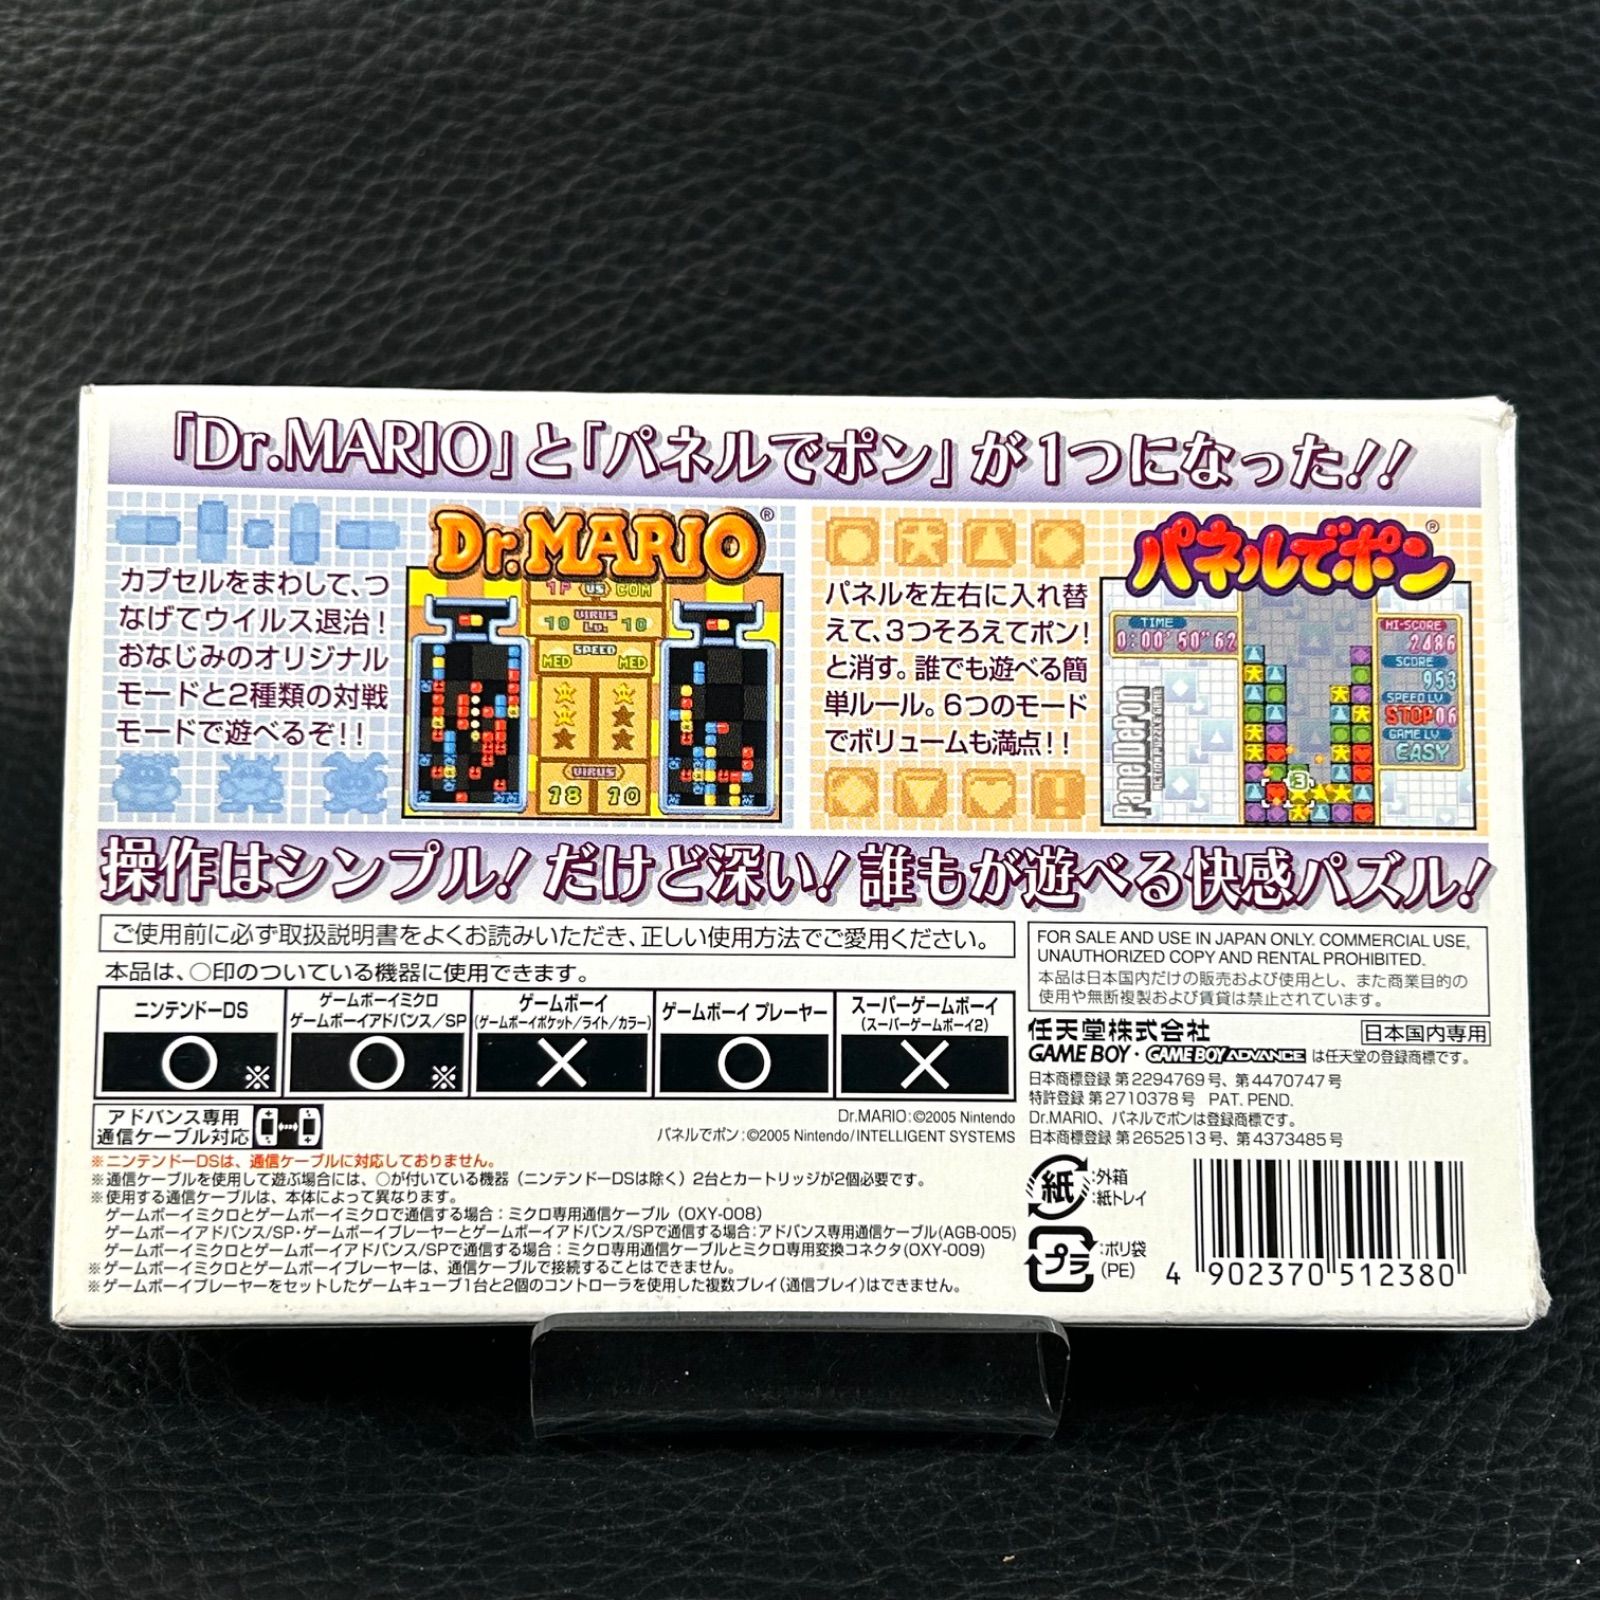 「Dr.MARIO」と「パネルでポン」が1つになった!!
Dr.MARIO®
カプセルをまわして、つ
なげてウイルス退治!
おなじみのオリジナル
モードと2種類の対戦
モードで遊べるぞ!!
1P VS COM
VIRUS
10 Lv. 10
SPEED
MED MED
VIRUS
18 10
パネルでポン®
パネルを左右に入れ替
えて、3つそろえてポン!
と消す。誰でも遊べる簡
単ルール。6つのモード
でボリュームも満点!!
TIME
0:00'50"62
PaneDePon
HI-SCORE
2486
SCORE
953
SPEED LV
STOP06
GAME LV
EASY
3
操作はシンプル!だけど深い!誰もが遊べる快感パズル!
ご使用前に必ず取扱説明書をよくお読みいただき、正しい使用方法でご愛用ください。
本品は、○印のついている機器に使用できます。
ニンテンドーDS
○※
ゲームボーイミクロ
ゲームボーイアドバンス/SP
○※
ゲームボーイ
(ゲームボーイポケット/ライト/カラー)
×
ゲームボーイ プレーヤー
○
スーパーゲームボーイ
(スーパーゲームボーイ2)
×
アドバンス専用
通信ケーブル対応
Dr.MARIO:©2005 Nintendo
パネルでポン:©2005 Nintendo/INTELLIGENT SYSTEMS
※ニンテンドーDSは、通信ケーブルに対応しておりません。
※通信ケーブルを使用して遊ぶ場合には、○が付いている機器(ニンテンドーDSは除く)2台とカートリッジが2個必要です。
※使用する通信ケーブルは、本体によって異なります。
ゲームボーイミクロとゲームボーイミクロで通信する場合:ミクロ専用通信ケーブル(OXY-008)
ゲームボーイアドバンス/SP・ゲームボーイプレーヤーとゲームボーイアドバンス/SPで通信する場合:アドバンス専用通信ケーブル(AGB-005)
ゲームボーイミクロとゲームボーイアドバンス/SPで通信する場合:ミクロ専用通信ケーブルとミクロ専用変換コネクタ(OXY-009)
※ゲームボーイミクロとゲームボーイプレーヤーは、通信ケーブルで接続することはできません。
※ゲームボーイプレーヤーをセットしたゲームキューブ1台と2個のコントローラを使用した複数プレイ(通信プレイ)はできません。
FOR SALE AND USE IN JAPAN ONLY. COMMERCIAL USE,
UNAUTHORIZED COPY AND RENTAL PROHIBITED.
本品は日本国内だけの販売および使用とし、また商業目的の
使用や無断複製および賃貸は禁止されています。
任天堂株式会社
日本国内専用
GAME BOY・GAME BOY ADVANCE は任天堂の登録商標です。
日本商標登録 第2294769号、第4470747号
特許登録 第2710378号 PAT. PEND.
Dr.MARIO、パネルでポンは登録商標です。
日本商標登録 第2652513号、第4373485号
紙 :外箱
:紙トレイ
プラ :ポリ袋
(PE)
4 902370 512380